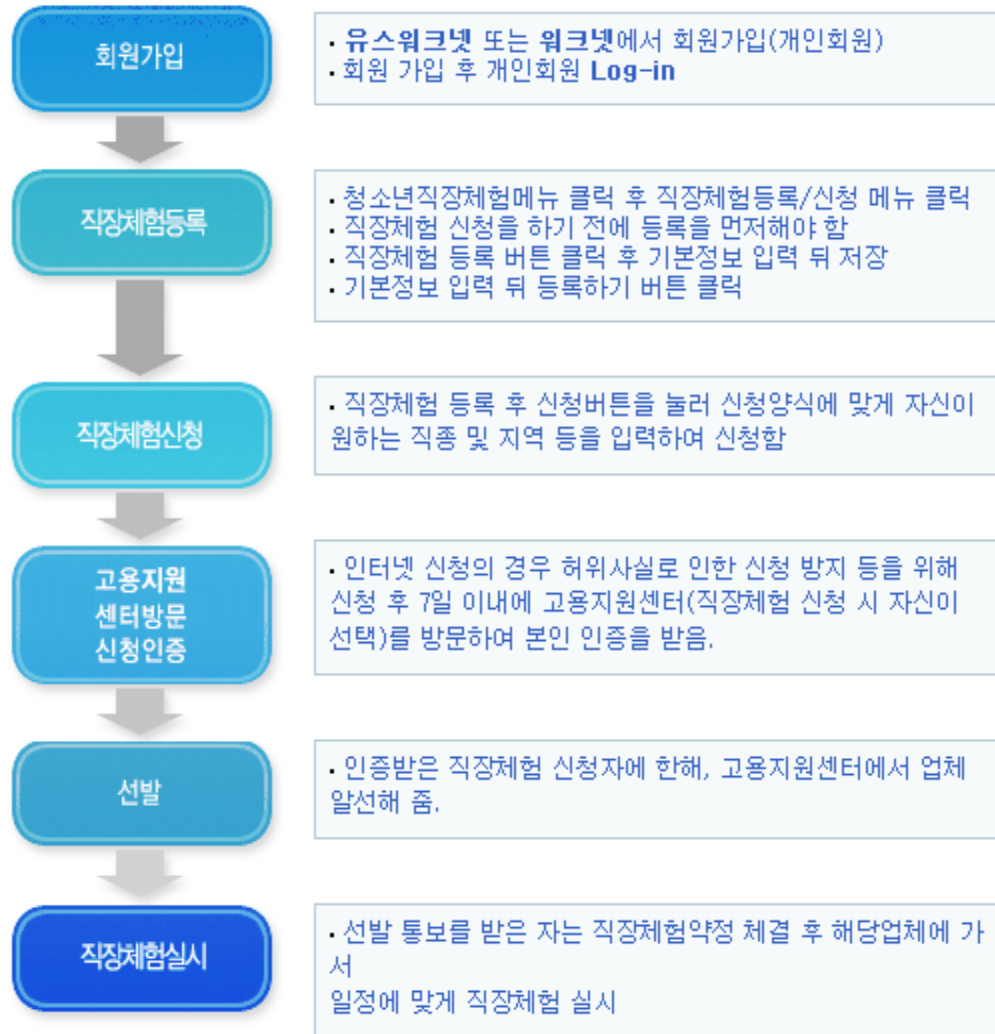 회원가입
· 유스워크넷 또는 워크넷에서 회원가입(개인회원)
· 회원 가입 후 개인회원 Log-in
직장체험등록
· 청소년직장체험메뉴 클릭 후 직장체험등록/신청 메뉴 클릭
· 직장체험 신청을 하기 전에 등록을 먼저해야 함
· 직장체험 등록 버튼 클릭 후 기본정보 입력 뒤 저장
· 기본정보 입력 뒤 등록하기 버튼 클릭
직장체험신청
· 직장체험 등록 후 신청버튼을 눌러 신청양식에 맞게 자신이
원하는 직종 및 지역 등을 입력하여 신청함
고용지원
센터방문
신청인증
· 인터넷 신청의 경우 허위사실로 인한 신청 방지 등을 위해
신청 후 7일 이내에 고용지원센터(직장체험 신청 시 자신이
선택)를 방문하여 본인 인증을 받음.
선발
· 인증받은 직장체험 신청자에 한해, 고용지원센터에서 업체
알선해 줌.
직장체험실시
· 선발 통보를 받은 자는 직장체험약정 체결 후 해당업체에 가
서
일정에 맞게 직장체험 실시